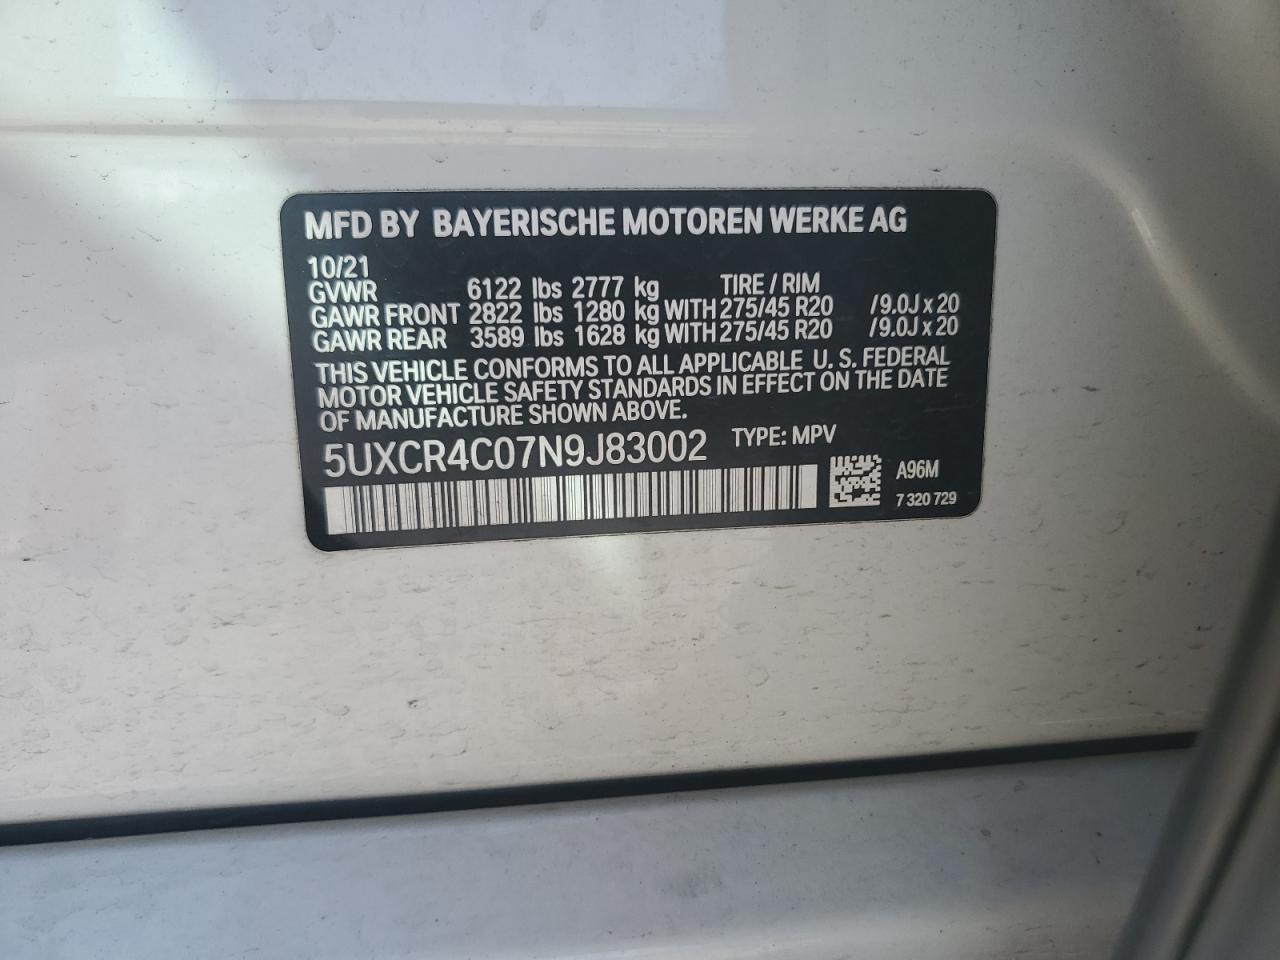 MFD BY BAYERISCHE MOTOREN WERKE AG
10/21
GVWR 6122 lbs 2777 kg TIRE / RIM
GAWR FRONT 2822 lbs 1280 kg WITH 275/45 R20 /9.0J x 20
GAWR REAR 3589 lbs 1628 kg WITH 275/45 R20 /9.0J x 20
THIS VEHICLE CONFORMS TO ALL APPLICABLE U. S. FEDERAL
MOTOR VEHICLE SAFETY STANDARDS IN EFFECT ON THE DATE
OF MANUFACTURE SHOWN ABOVE.
5UXCR4C07N9J83002 TYPE: MPV
A96M
7 320 729